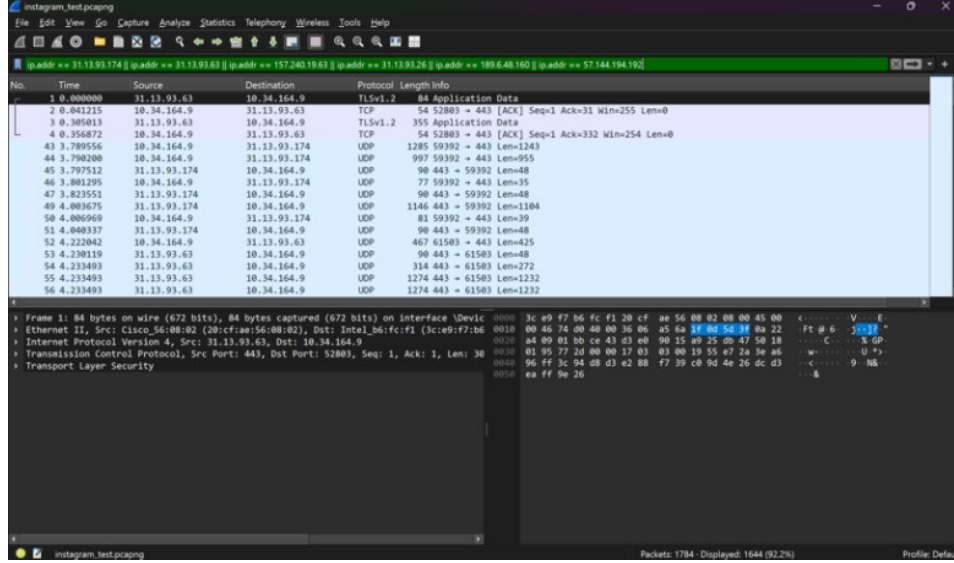 instagram_test.pcapng
File Edit View Go Capture Analyze Statistics Telephony Wireless Tools Help
ip.addr == 31.13.93.174 || ip.addr == 31.13.93.63 || ip.addr == 157.240.19.63 || ip.addr == 31.13.93.26 || ip.addr == 189.6.48.160 || ip.addr == 57.144.194.192
No. Time Source Destination Protocol Length Info
1 0.000000 31.13.93.63 10.34.164.9 TLSv1.2 84 Application Data
2 0.041215 10.34.164.9 31.13.93.63 TCP 54 52803 → 443 [ACK] Seq=1 Ack=31 Win=255 Len=0
3 0.305013 31.13.93.63 10.34.164.9 TLSv1.2 355 Application Data
4 0.356872 10.34.164.9 31.13.93.63 TCP 54 52803 → 443 [ACK] Seq=1 Ack=332 Win=254 Len=0
43 3.789556 10.34.164.9 31.13.93.174 UDP 1285 59392 → 443 Len=1243
44 3.790200 10.34.164.9 31.13.93.174 UDP 997 59392 → 443 Len=955
45 3.797512 31.13.93.174 10.34.164.9 UDP 90 443 → 59392 Len=48
46 3.801295 10.34.164.9 31.13.93.174 UDP 77 59392 → 443 Len=35
47 3.823551 31.13.93.174 10.34.164.9 UDP 90 443 → 59392 Len=48
49 4.003675 31.13.93.174 10.34.164.9 UDP 1146 443 → 59392 Len=1104
50 4.006969 10.34.164.9 31.13.93.174 UDP 81 59392 → 443 Len=39
51 4.040337 31.13.93.174 10.34.164.9 UDP 90 443 → 59392 Len=48
52 4.222042 10.34.164.9 31.13.93.63 UDP 467 61503 → 443 Len=425
53 4.230119 31.13.93.63 10.34.164.9 UDP 90 443 → 61503 Len=48
54 4.233493 31.13.93.63 10.34.164.9 UDP 314 443 → 61503 Len=272
55 4.233493 31.13.93.63 10.34.164.9 UDP 1274 443 → 61503 Len=1232
56 4.233493 31.13.93.63 10.34.164.9 UDP 1274 443 → 61503 Len=1232
Frame 1: 84 bytes on wire (672 bits), 84 bytes captured (672 bits) on interface \Devic
Ethernet II, Src: Cisco_56:08:02 (20:cf:ae:56:08:02), Dst: Intel_b6:fc:f1 (3c:e9:f7:b6
Internet Protocol Version 4, Src: 31.13.93.63, Dst: 10.34.164.9
Transmission Control Protocol, Src Port: 443, Dst Port: 52803, Seq: 1, Ack: 1, Len: 30
Transport Layer Security
0000 3c e9 f7 b6 fc f1 20 cf ae 56 08 02 08 00 45 00
0010 00 46 74 d0 40 00 36 06 a5 6a 1f 0d 5d 3f 0a 22
0020 a4 09 01 bb ce 43 d3 e0 90 15 a9 25 db 47 50 18
0030 01 95 77 2d 00 00 17 03 03 00 19 55 e7 2a 3e a6
0040 96 ff 3c 94 d8 d3 e2 88 f7 39 c0 9d 4e 26 dc d3
0050 ea ff 9e 26
instagram_test.pcapng
Packets: 1784 · Displayed: 1644 (92.2%)
Profile: Defau